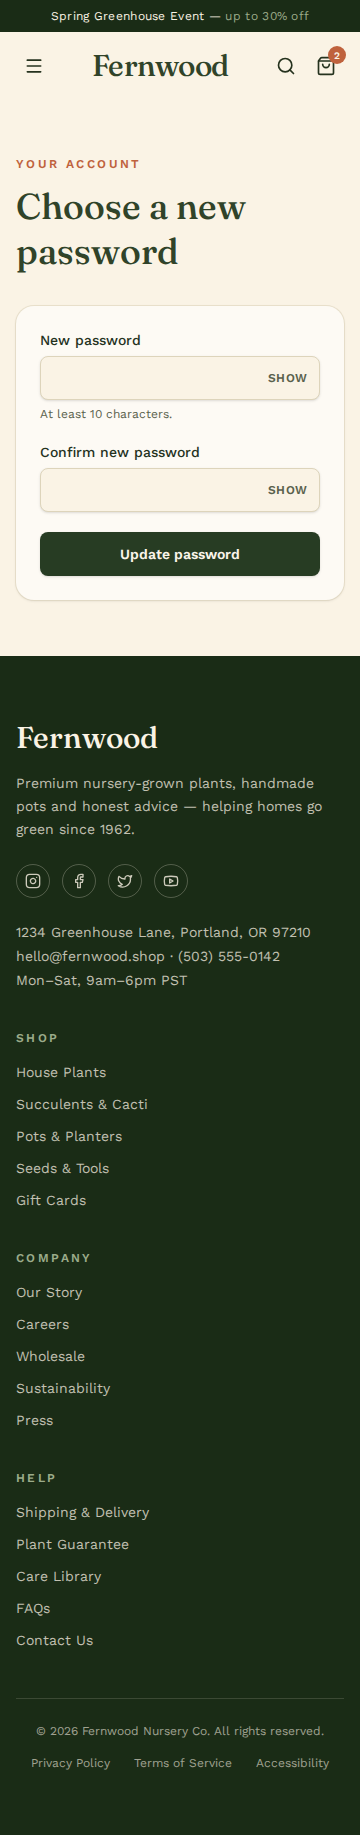 Spring Greenhouse Event — up to 30% off
Fernwood
2
YOUR ACCOUNT
Choose a new
password
New password
SHOW
At least 10 characters.
Confirm new password
SHOW
Update password
Fernwood
Premium nursery-grown plants, handmade
pots and honest advice — helping homes go
green since 1962.
1234 Greenhouse Lane, Portland, OR 97210
hello@fernwood.shop · (503) 555-0142
Mon–Sat, 9am–6pm PST
SHOP
House Plants
Succulents & Cacti
Pots & Planters
Seeds & Tools
Gift Cards
COMPANY
Our Story
Careers
Wholesale
Sustainability
Press
HELP
Shipping & Delivery
Plant Guarantee
Care Library
FAQs
Contact Us
© 2026 Fernwood Nursery Co. All rights reserved.
Privacy Policy Terms of Service Accessibility